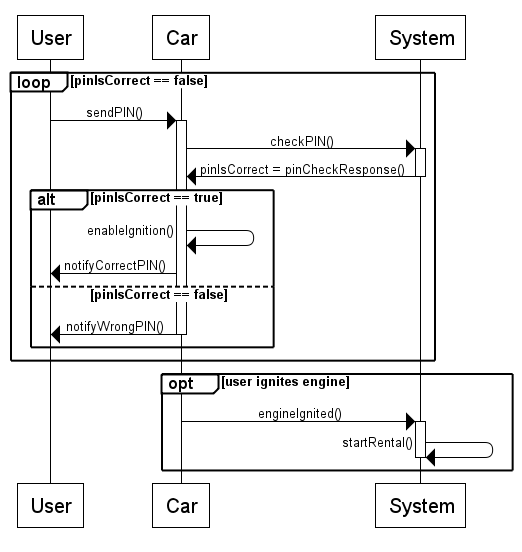 User
Car
System
loop
[pinIsCorrect == false]
sendPIN()
checkPIN()
pinIsCorrect = pinCheckResponse()
alt
[pinIsCorrect == true]
enableIgnition()
notifyCorrectPIN()
[pinIsCorrect == false]
notifyWrongPIN()
opt
[user ignites engine]
engineIgnited()
startRental()
User
Car
System